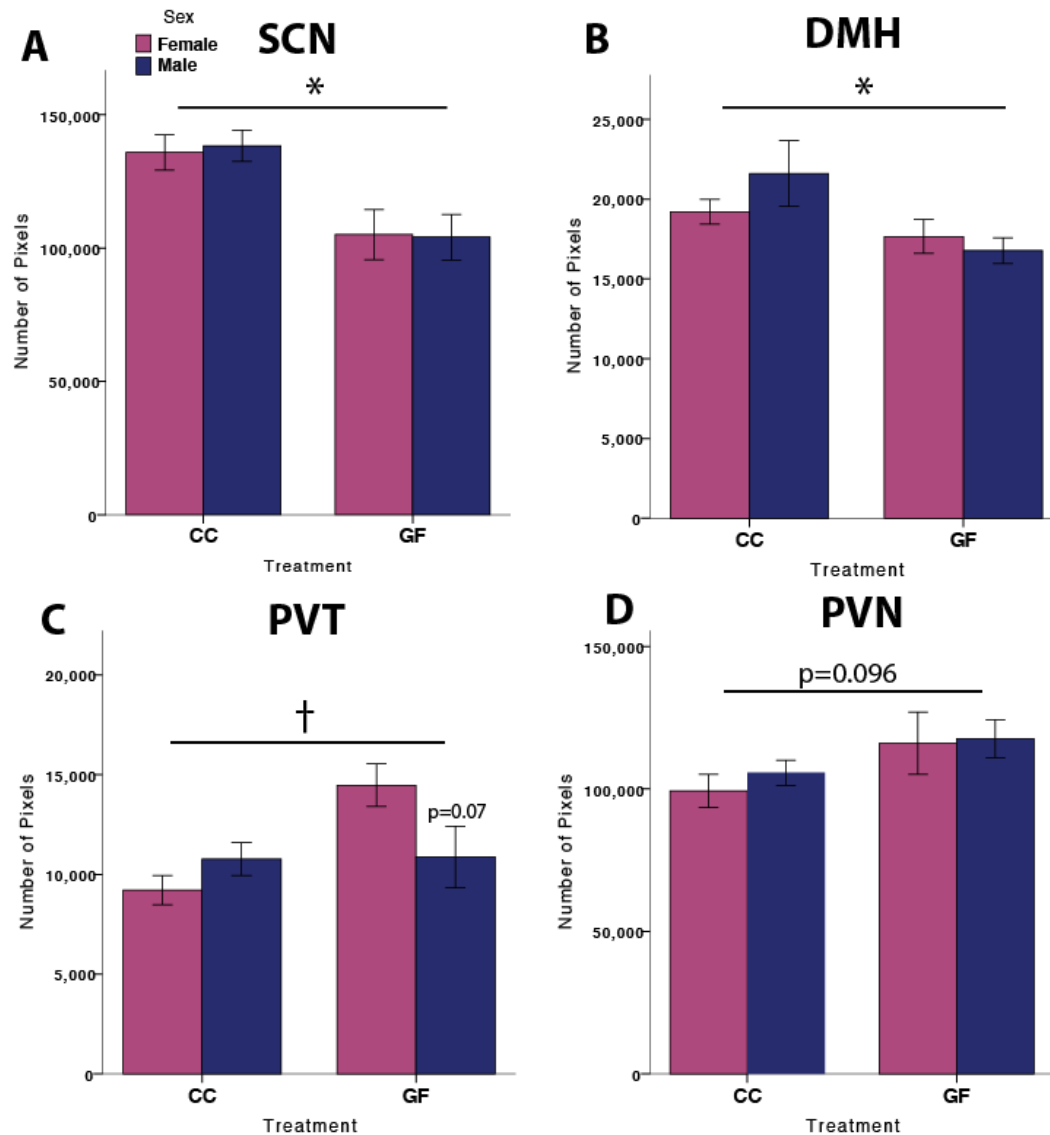 Sex
Female
Male
A
SCN
*
150,000
100,000
50,000
0
Number of Pixels
CC
GF
Treatment
B
DMH
*
25,000
20,000
15,000
10,000
5,000
0
Number of Pixels
CC
GF
Treatment
C
PVT
†
p=0.07
20,000
15,000
10,000
5,000
0
Number of Pixels
CC
GF
Treatment
D
PVN
p=0.096
150,000
100,000
50,000
0
Number of Pixels
CC
GF
Treatment